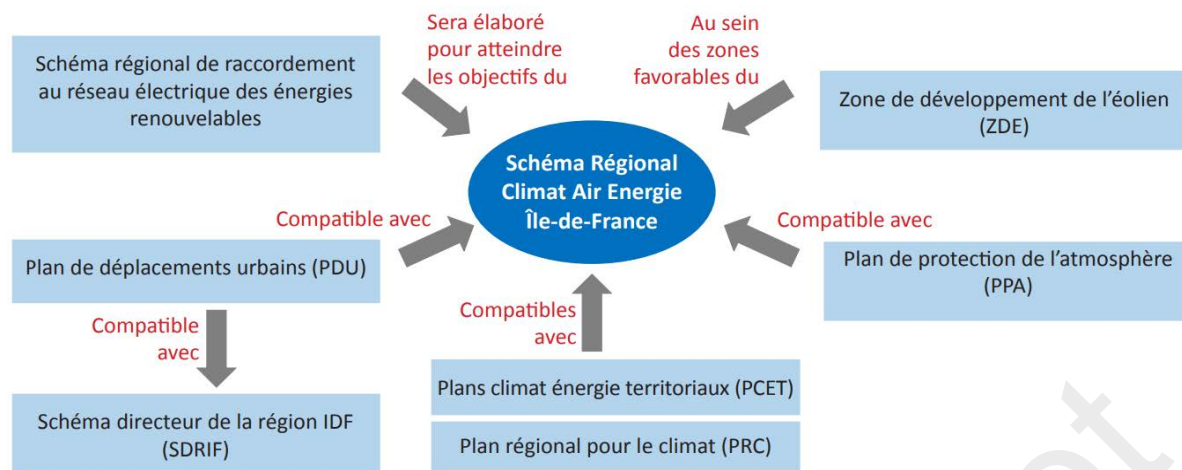 Schéma régional de raccordement
au réseau électrique des énergies
renouvelables
Sera élaboré
pour atteindre
les objectifs du
Au sein
des zones
favorables du
Zone de développement de l’éolien
(ZDE)
Schéma Régional
Climat Air Energie
Île-de-France
Compatible avec
Compatible avec
Plan de déplacements urbains (PDU)
Plan de protection de l’atmosphère
(PPA)
Compatible
avec
Compatibles
avec
Schéma directeur de la région IDF
(SDRIF)
Plans climat énergie territoriaux (PCET)
Plan régional pour le climat (PRC)